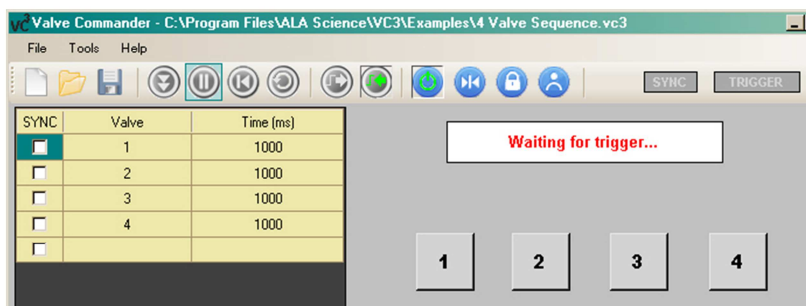 VC3 Valve Commander - C:\Program Files\ALA Science\VC3\Examples\4 Valve Sequence.vc3
File Tools Help
SYNC TRIGGER
SYNC Valve Time (ms)
1 1000
2 1000
3 1000
4 1000
Waiting for trigger...
1 2 3 4